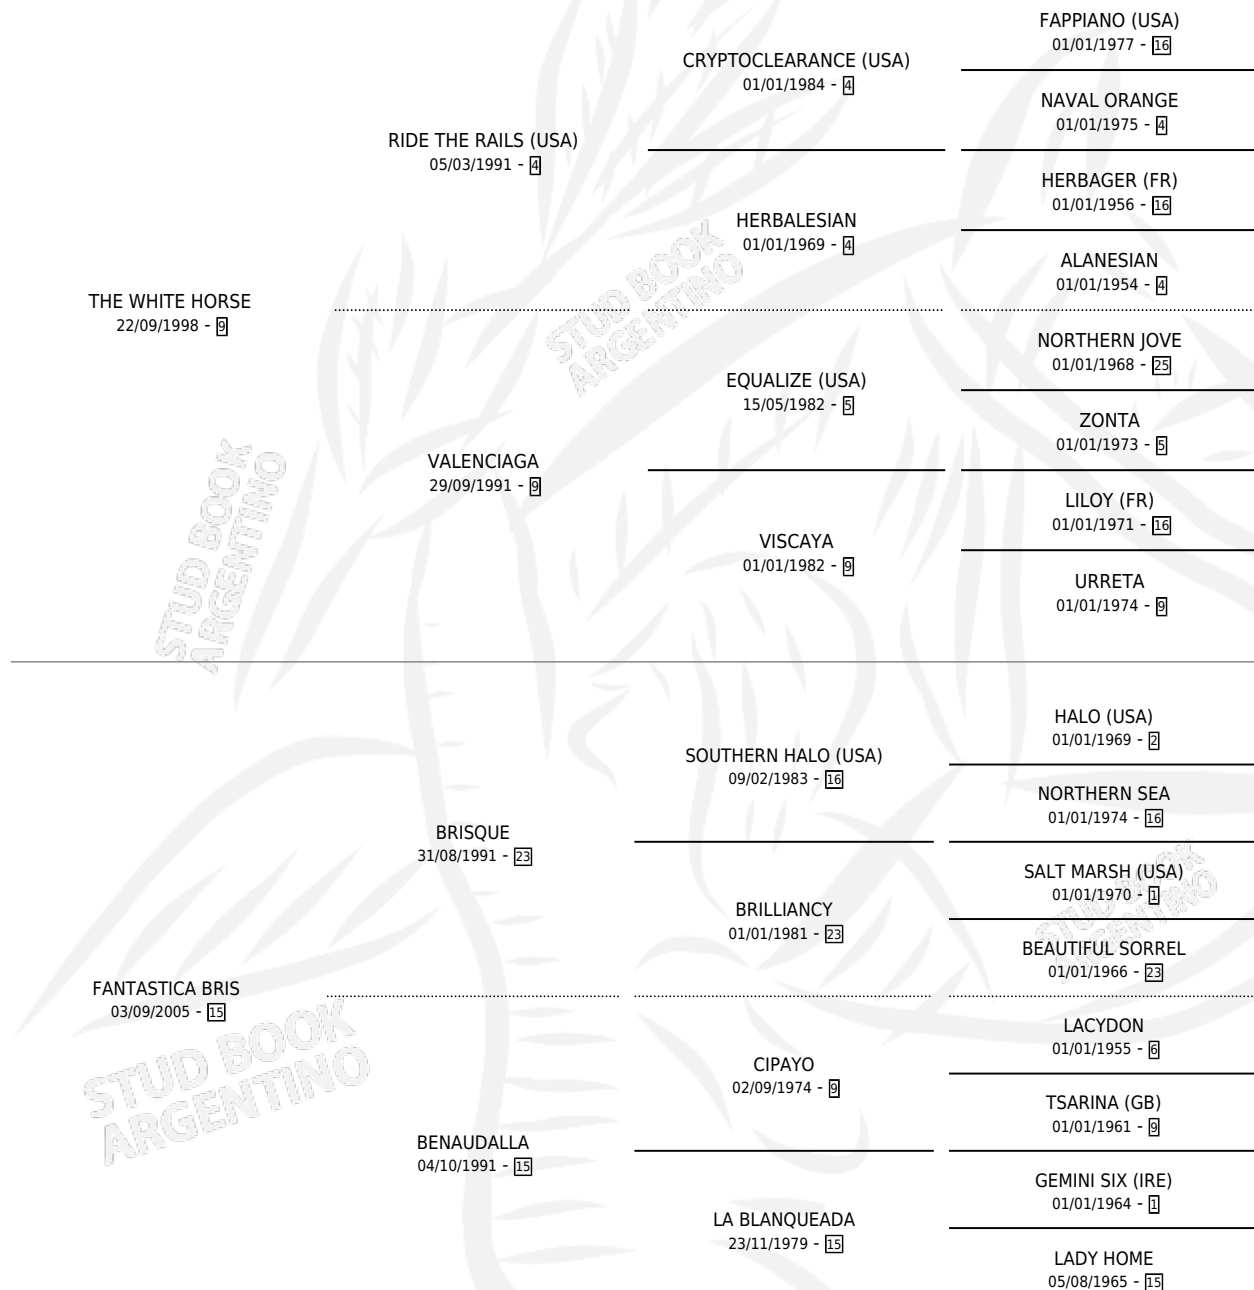 FAPPIANO (USA)
01/01/1977 - 16
CRYPTOCLEARANCE (USA)
01/01/1984 - 4
NAVAL ORANGE
01/01/1975 - 4
RIDE THE RAILS (USA)
05/03/1991 - 4
HERBAGER (FR)
01/01/1956 - 16
HERBALESIAN
01/01/1969 - 4
ALANESIAN
01/01/1954 - 4
THE WHITE HORSE
22/09/1998 - 9
NORTHERN JOVE
01/01/1968 - 25
EQUALIZE (USA)
15/05/1982 - 5
ZONTA
01/01/1973 - 5
VALENCIAGA
29/09/1991 - 9
LILOY (FR)
01/01/1971 - 16
VISCAYA
01/01/1982 - 9
URRETA
01/01/1974 - 9
HALO (USA)
01/01/1969 - 2
SOUTHERN HALO (USA)
09/02/1983 - 16
NORTHERN SEA
01/01/1974 - 16
BRISQUE
31/08/1991 - 23
SALT MARSH (USA)
01/01/1970 - 1
BRILLIANCY
01/01/1981 - 23
BEAUTIFUL SORREL
01/01/1966 - 23
FANTASTICA BRIS
03/09/2005 - 15
LACYDON
01/01/1955 - 6
CIPAYO
02/09/1974 - 9
TSARINA (GB)
01/01/1961 - 9
BENAUDALLA
04/10/1991 - 15
GEMINI SIX (IRE)
01/01/1964 - 1
LA BLANQUEADA
23/11/1979 - 15
LADY HOME
05/08/1965 - 15
STUD BOOK
ARGENTINO
STUD BOOK
ARGENTINO
STUD BOOK
ARGENTINO
STUD BOOK
ARGENTINO